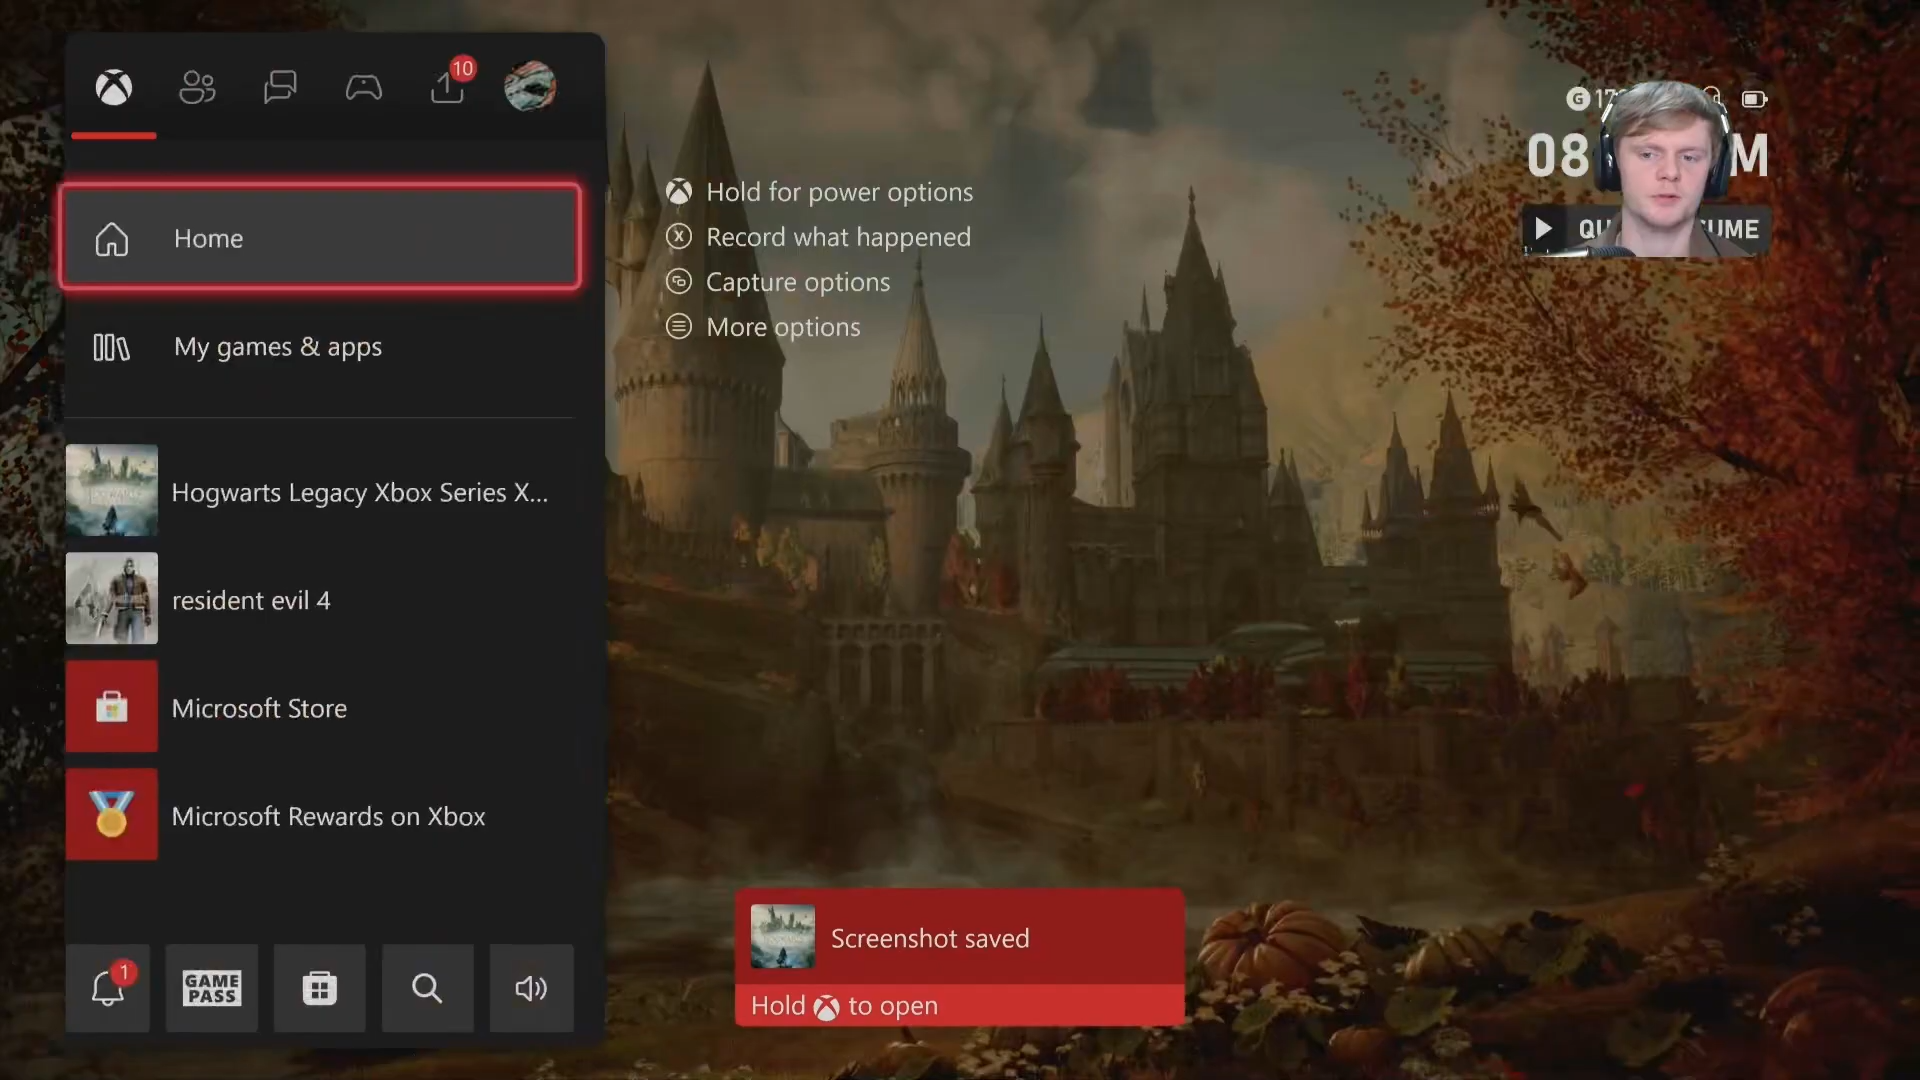 10
Home
My games & apps
Hogwarts Legacy Xbox Series X...
resident evil 4
Microsoft Store
Microsoft Rewards on Xbox
1
GAME PASS
Hold for power options
Record what happened
Capture options
More options
G
08
M
Screenshot saved
Hold to open